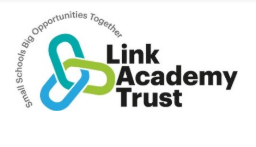 Small Schools Big Opportunities Together
Link
Academy
Trust